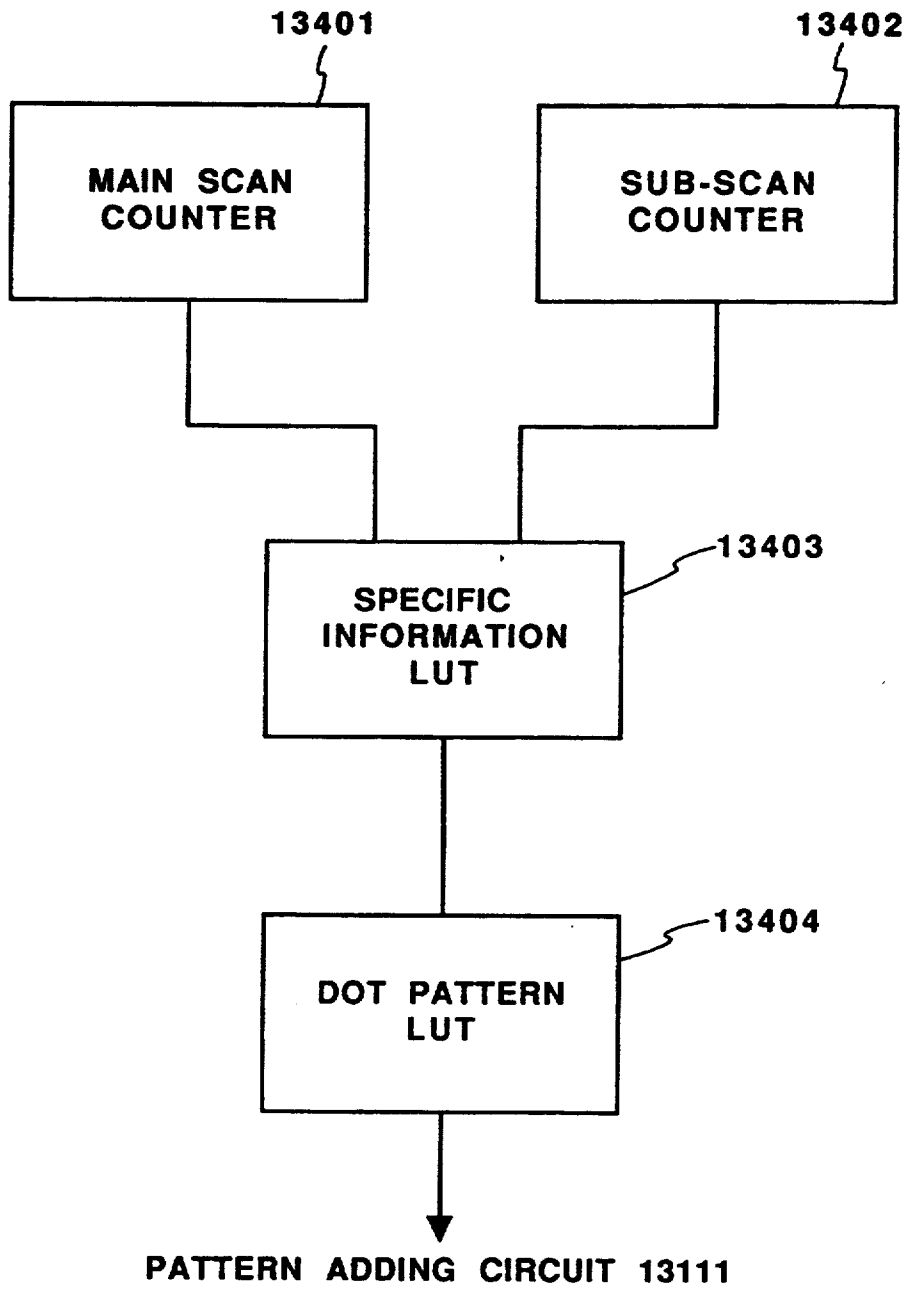 13401
13402
MAIN SCAN
COUNTER
SUB-SCAN
COUNTER
13403
SPECIFIC
INFORMATION
LUT
13404
DOT PATTERN
LUT
PATTERN ADDING CIRCUIT 13111